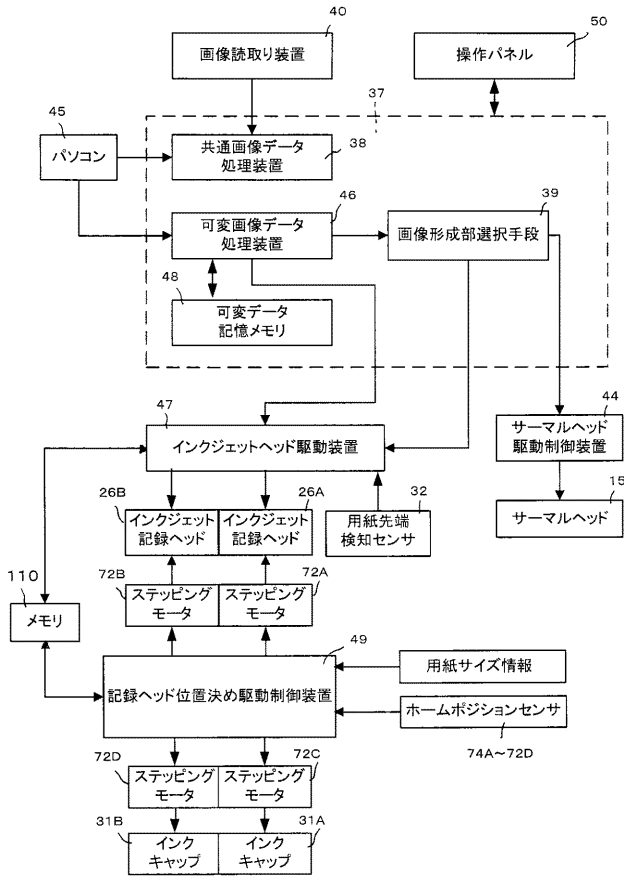 40
画像読取り装置
50
操作パネル
37
45
パソコン
共通画像データ
処理装置
38
46
可変画像データ
処理装置
39
画像形成部選択手段
48
可変データ
記憶メモリ
47
インクジェットヘッド駆動装置
44
サーマルヘッド
駆動制御装置
15
サーマルヘッド
32
用紙先端
検知センサ
26B
インクジェット
記録ヘッド
26A
インクジェット
記録ヘッド
72B
ステッピング
モータ
72A
ステッピング
モータ
110
メモリ
49
記録ヘッド位置決め駆動制御装置
用紙サイズ情報
ホームポジションセンサ
74A～72D
72D
ステッピング
モータ
72C
ステッピング
モータ
31B
インク
キャップ
31A
インク
キャップ